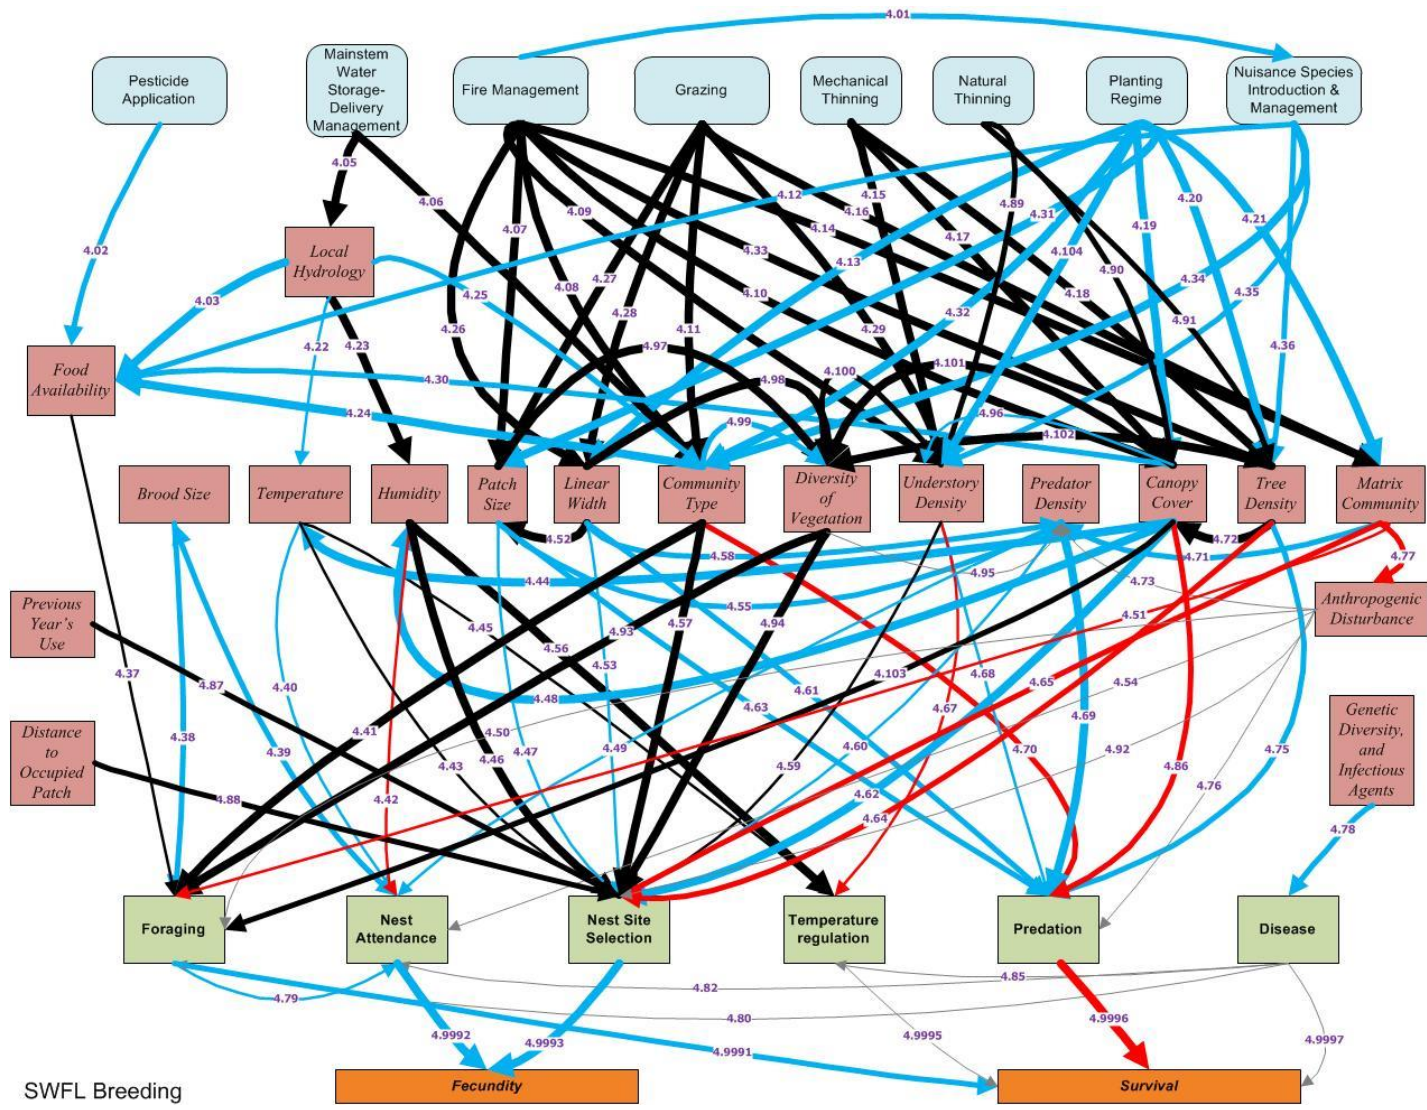 4.01
Pesticide
Application
Mainstem
Water
Storage-
Delivery
Management
Fire Management
Grazing
Mechanical
Thinning
Natural
Thinning
Planting
Regime
Nuisance Species
Introduction &
Management
4.05
4.06
4.02
4.07
4.09
4.12
4.15
4.16
4.14
4.89
4.31
4.19
4.20
4.21
4.17
4.33
4.13
4.104
4.90
Local
Hydrology
4.03
4.25
4.27
4.08
4.10
4.18
4.34
4.35
4.22
4.23
4.26
4.28
4.11
4.29
4.32
4.91
4.36
4.97
4.101
4.100
4.98
4.30
4.24
4.99
4.96
4.102
Food
Availability
Brood Size
Temperature
Humidity
Patch
Size
Linear
Width
Community
Type
Diversity
of
Vegetation
Understory
Density
Predator
Density
Canopy
Cover
Tree
Density
Matrix
Community
4.52
4.58
4.72
4.71
4.77
4.44
4.95
4.73
4.55
4.51
Previous
Year's
Use
Anthropogenic
Disturbance
4.45
4.56
4.53
4.93
4.57
4.94
4.37
4.87
4.40
4.48
4.61
4.103
4.68
4.65
4.54
4.67
4.63
4.69
Distance
to
Occupied
Patch
Genetic
Diversity,
and
Infectious
Agents
4.38
4.39
4.41
4.50
4.47
4.49
4.60
4.70
4.92
4.75
4.43
4.46
4.59
4.86
4.76
4.42
4.62
4.64
4.88
4.78
Foraging
Nest
Attendance
Nest Site
Selection
Temperature
regulation
Predation
Disease
4.79
4.82
4.85
4.80
4.9992
4.9993
4.9991
4.9995
4.9996
4.9997
Fecundity
Survival
SWFL Breeding